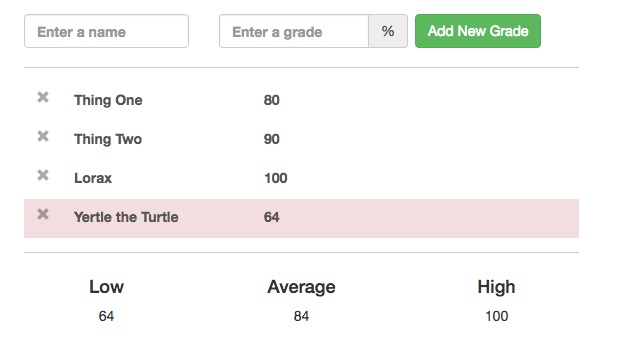 Enter a name Enter a grade % Add New Grade
Thing One 80
Thing Two 90
Lorax 100
Yertle the Turtle 64
Low Average High
64 84 100